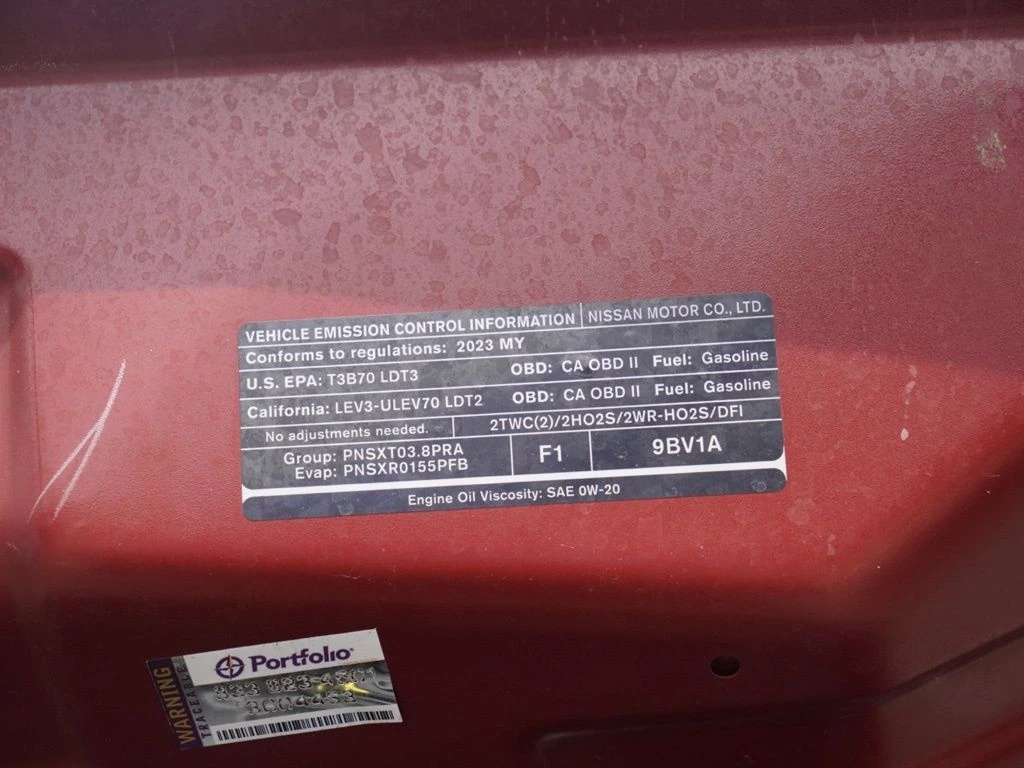 VEHICLE EMISSION CONTROL INFORMATION NISSAN MOTOR CO., LTD.
Conforms to regulations: 2023 MY
U.S. EPA: T3B70 LDT3 OBD: CA OBD II Fuel: Gasoline
California: LEV3-ULEV70 LDT2 OBD: CA OBD II Fuel: Gasoline
No adjustments needed. 2TWC(2)/2HO2S/2WR-HO2S/DFI
Group: PNSXT03.8PRA
Evap: PNSXR0155PFB
F1 9BV1A
Engine Oil Viscosity: SAE 0W-20
WARNING
TRACEABLE
Portfolio